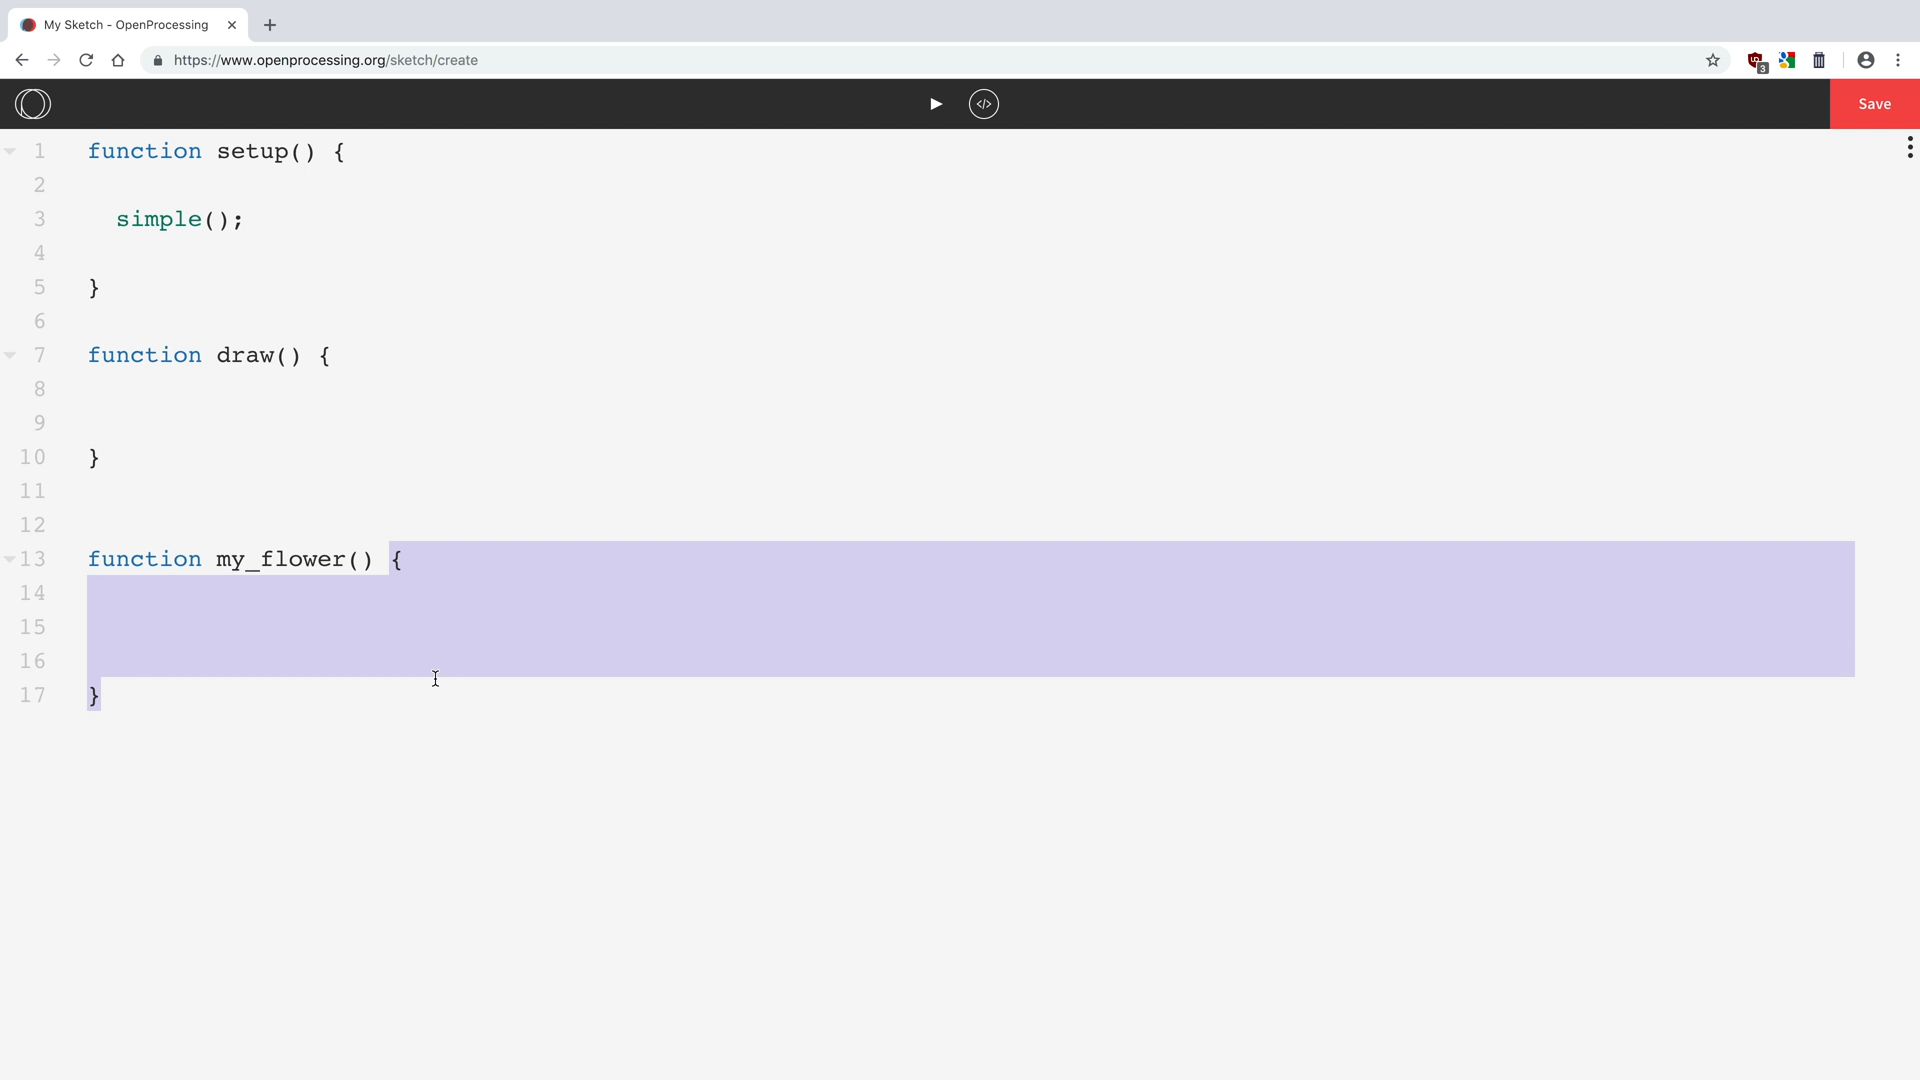 My Sketch - OpenProcessing
https://www.openprocessing.org/sketch/create
3
</>
Save
1 function setup() {
2
3 simple();
4
5 }
6
7 function draw() {
8
9
10 }
11
12
13 function my_flower() {
14
15
16
17 }